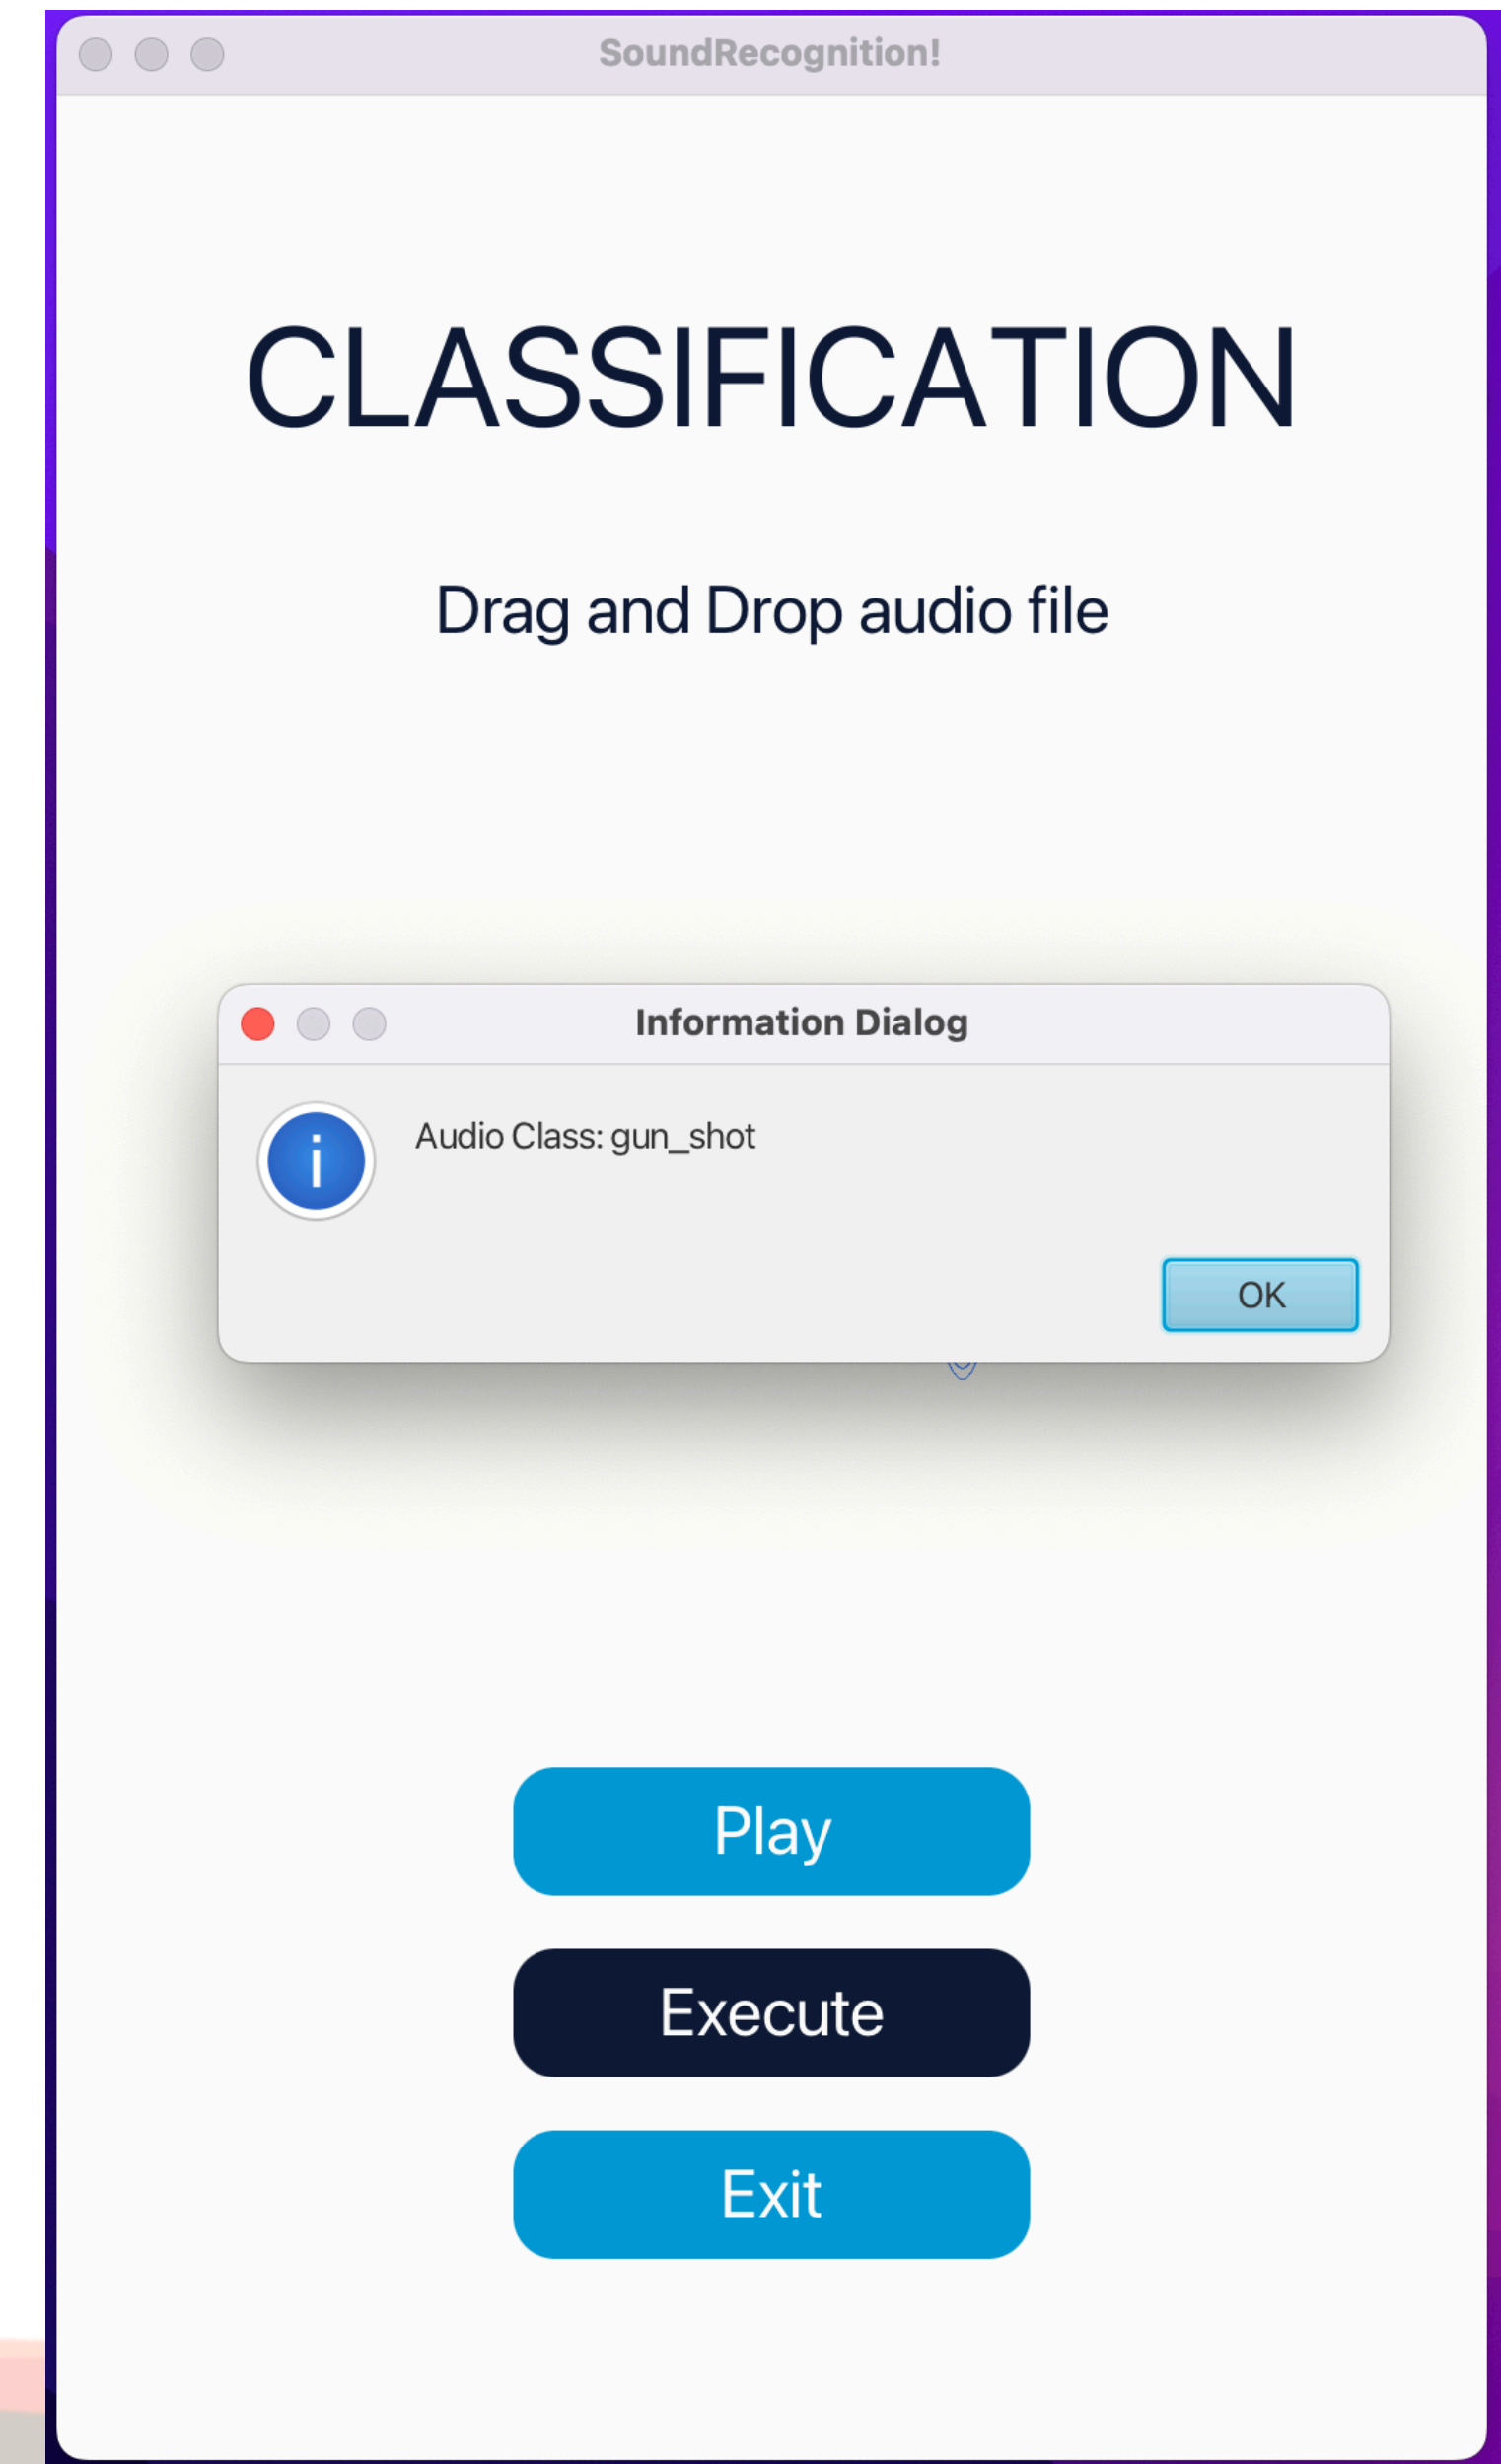 SoundRecognition!
CLASSIFICATION
Drag and Drop audio file
Information Dialog
Audio Class: gun_shot
OK
Play
Execute
Exit